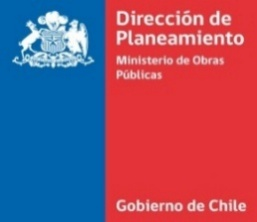 Dirección de
Planeamiento
Ministerio de Obras
Públicas
Gobierno de Chile